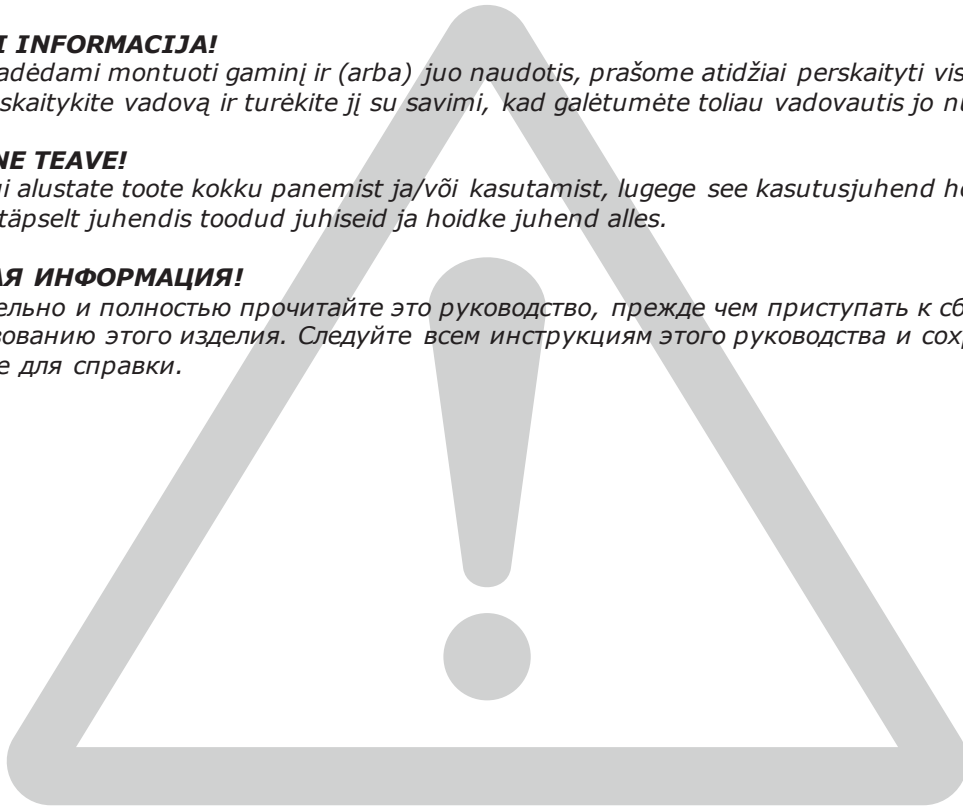 I INFORMACIJA!
adėdami montuoti gaminį ir (arba) juo naudotis, prašome atidžiai perskaityti vis
skaitykite vadovą ir turėkite jį su savimi, kad galėtumėte toliau vadovautis jo nu
NE TEAVE!
i alustate toote kokku panemist ja/või kasutamist, lugege see kasutusjuhend h
täpselt juhendis toodud juhiseid ja hoidke juhend alles.
АЯ ИНФОРМАЦИЯ!
ельно и полностью прочитайте это руководство, прежде чем приступать к сб
зованию этого изделия. Следуйте всем инструкциям этого руководства и сох
е для справки.